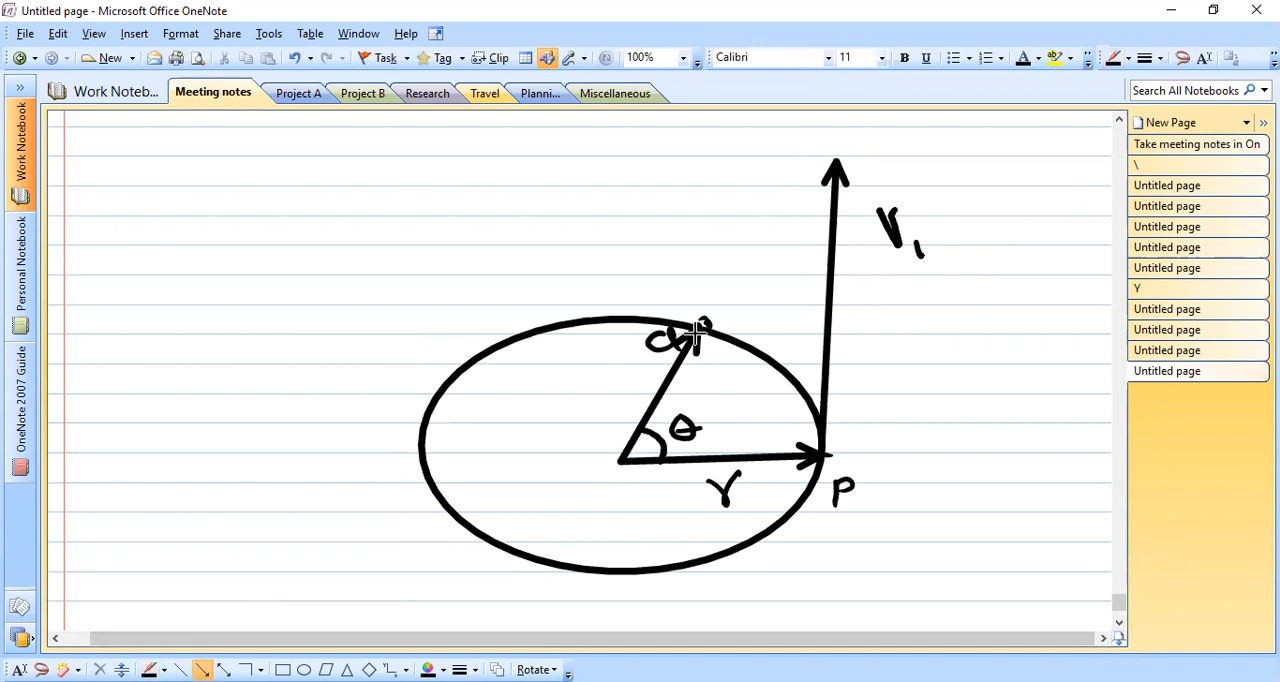 Untitled page - Microsoft Office OneNote
File Edit View Insert Format Share Tools Table Window Help
New Task Tag Clip 100% Calibri 11 B U A ab
Work Noteb... Meeting notes Project A Project B Research Travel Planni... Miscellaneous Search All Notebooks
Work Notebook
Personal Notebook
OneNote 2007 Guide
New Page
Take meeting notes in On
\
Untitled page
Untitled page
Untitled page
Untitled page
Untitled page
Y
Untitled page
Untitled page
Untitled page
Untitled page
V1
θ
r
P
Rotate